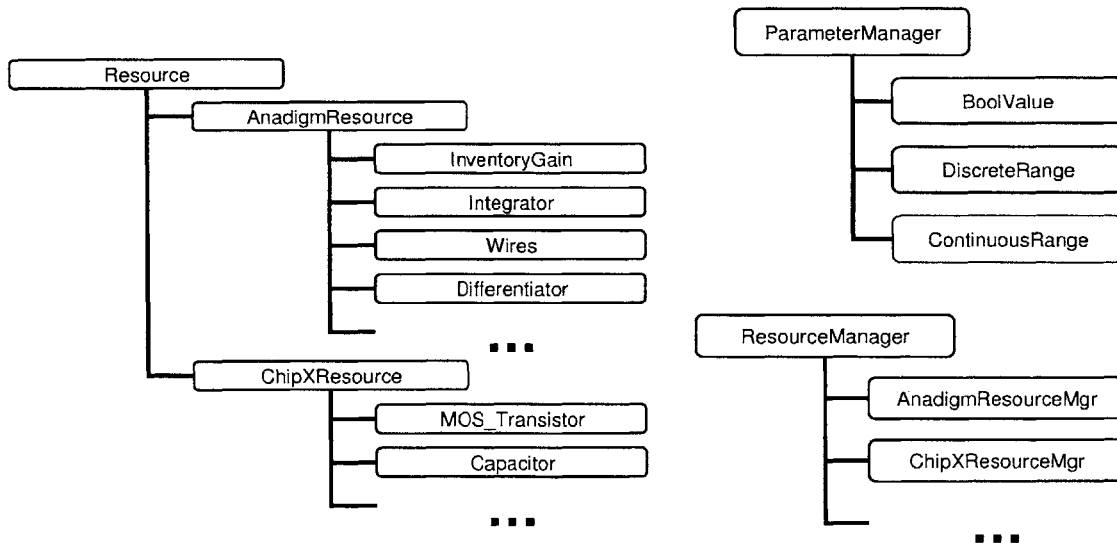 Resource
AnadigmResource
InventoryGain
Integrator
Wires
Differentiator
...
ChipXResource
MOS_Transistor
Capacitor
...
ParameterManager
BoolValue
DiscreteRange
ContinuousRange
ResourceManager
AnadigmResourceMgr
ChipXResourceMgr
...